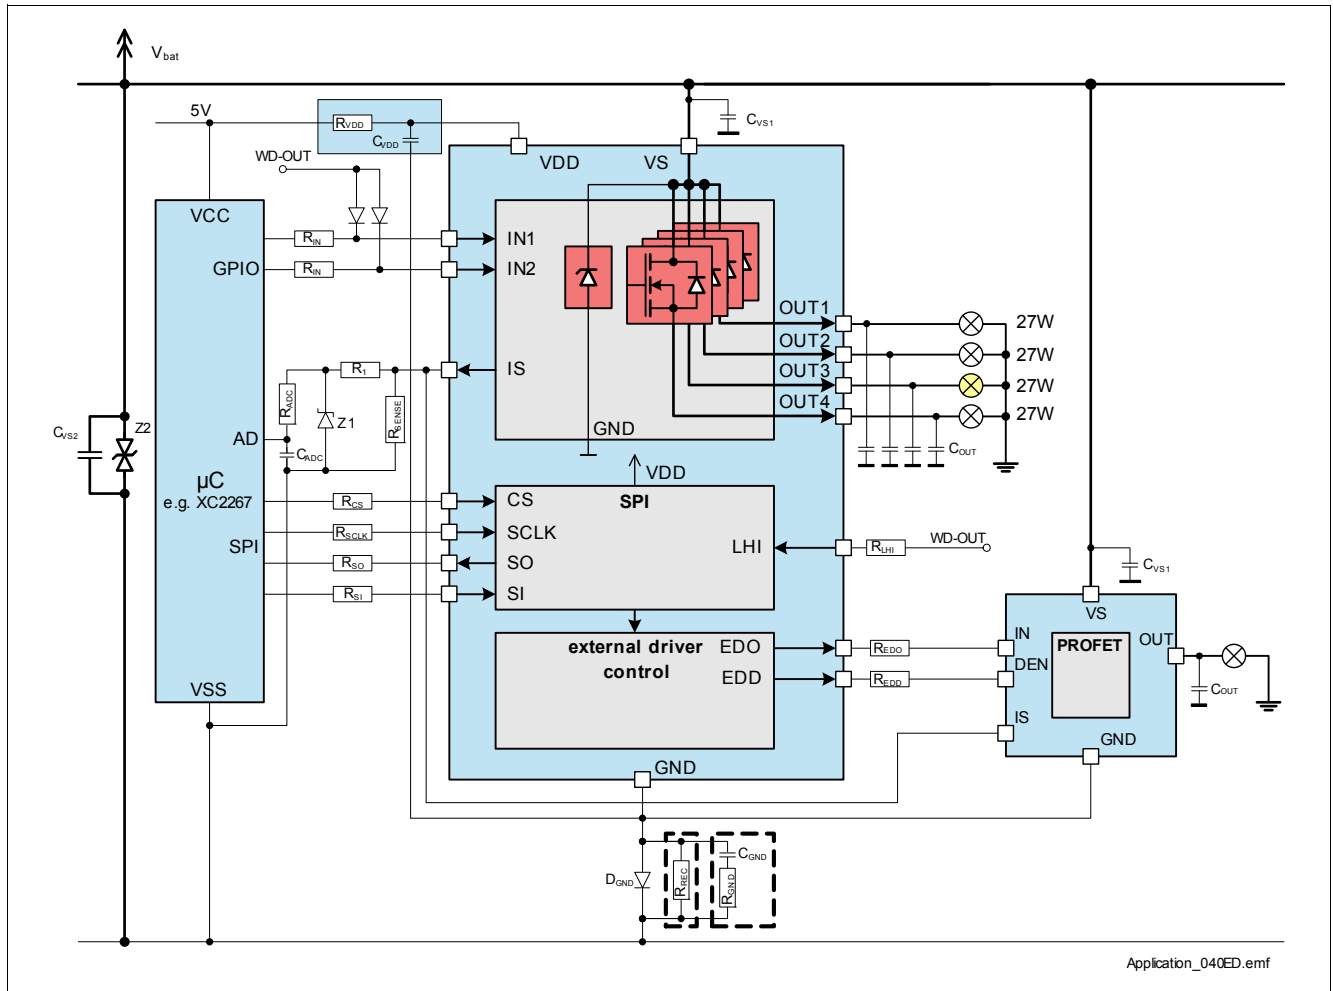 Vbat
5V
RVDD
CVDD
CVS1
WD-OUT
VDD
VS
VCC
RIN
IN1
GPIO
RIN
IN2
OUT1
27W
OUT2
27W
OUT3
27W
OUT4
27W
R1
IS
RADC
Z1
RSENSE
GND
CVS2
Z2
AD
CADC
COUT
VDD
µC
e.g. XC2267
RCS
CS
SPI
RSCLK
SCLK
SPI
RSO
SO
LHI
RLHI
WD-OUT
RSI
SI
CVS1
VS
external driver
control
EDO
REDO
IN
PROFET
OUT
EDD
REDD
DEN
COUT
VSS
IS
GND
GND
DGND
RREC
CGND
RGND
Application_040ED.emf